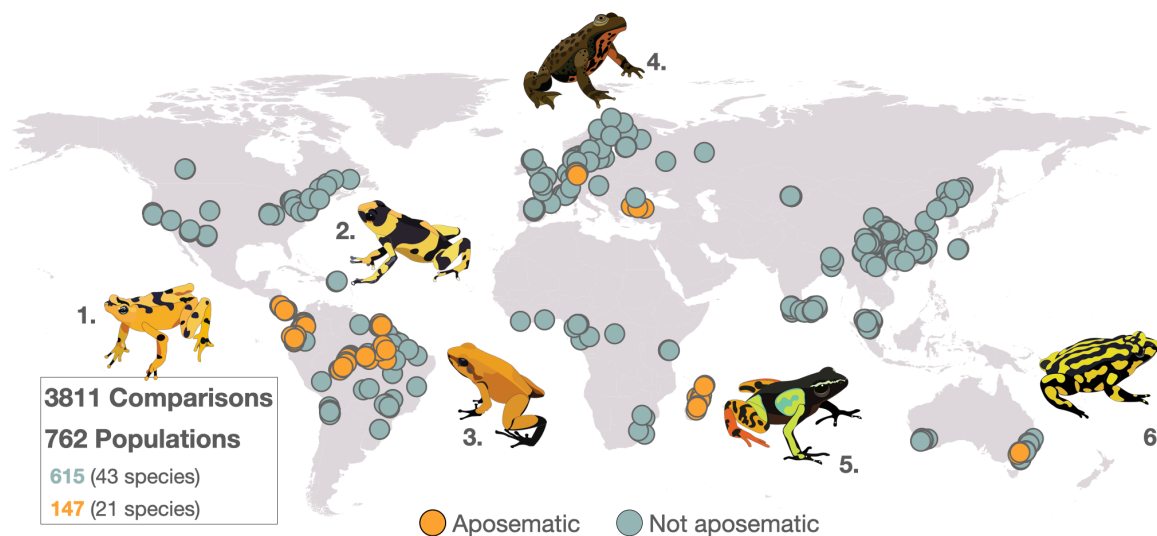 4.
2.
1.
3811 Comparisons
762 Populations
615 (43 species)
147 (21 species)
3.
5.
6
Aposematic
Not aposematic